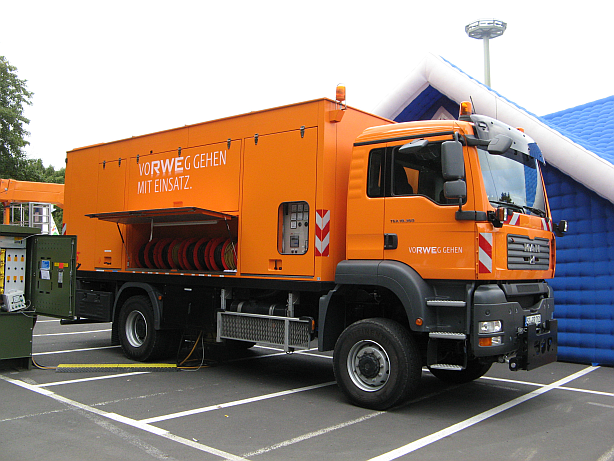 VORWEG GEHEN
MIT EINSATZ.
VORWEG GEHEN
MAN